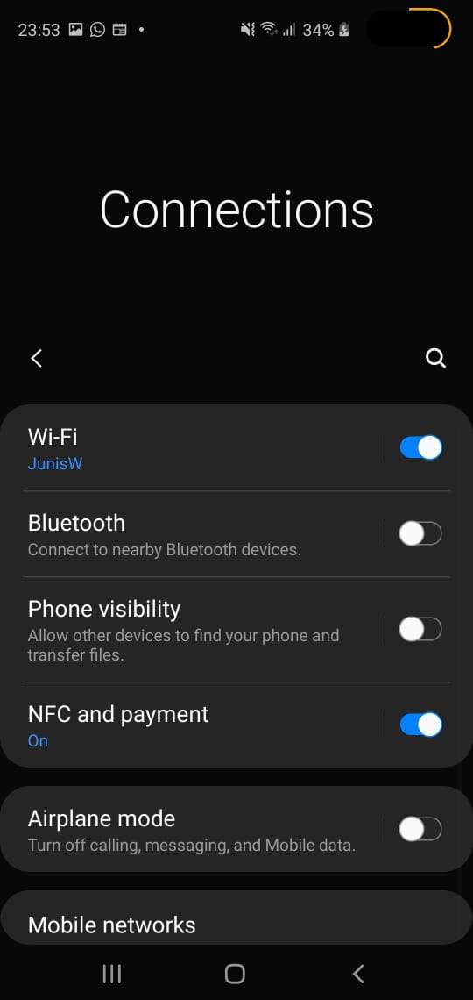 23:53 34%
Connections
Wi-Fi
JunisW
Bluetooth
Connect to nearby Bluetooth devices.
Phone visibility
Allow other devices to find your phone and
transfer files.
NFC and payment
On
Airplane mode
Turn off calling, messaging, and Mobile data.
Mobile networks